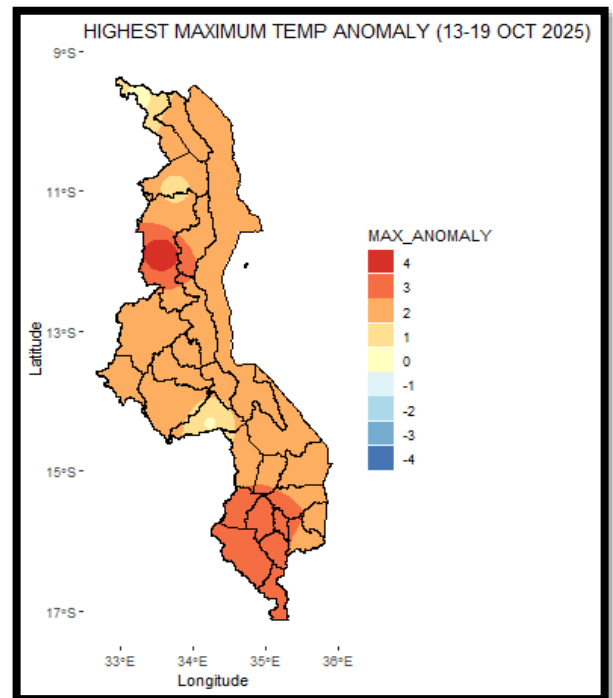 HIGHEST MAXIMUM TEMP ANOMALY (13-19 OCT 2025)
9°S
11°S
13°S
15°S
17°S
Latitude
33°E 34°E 35°E 36°E
Longitude
MAX_ANOMALY
4
3
2
1
0
-1
-2
-3
-4